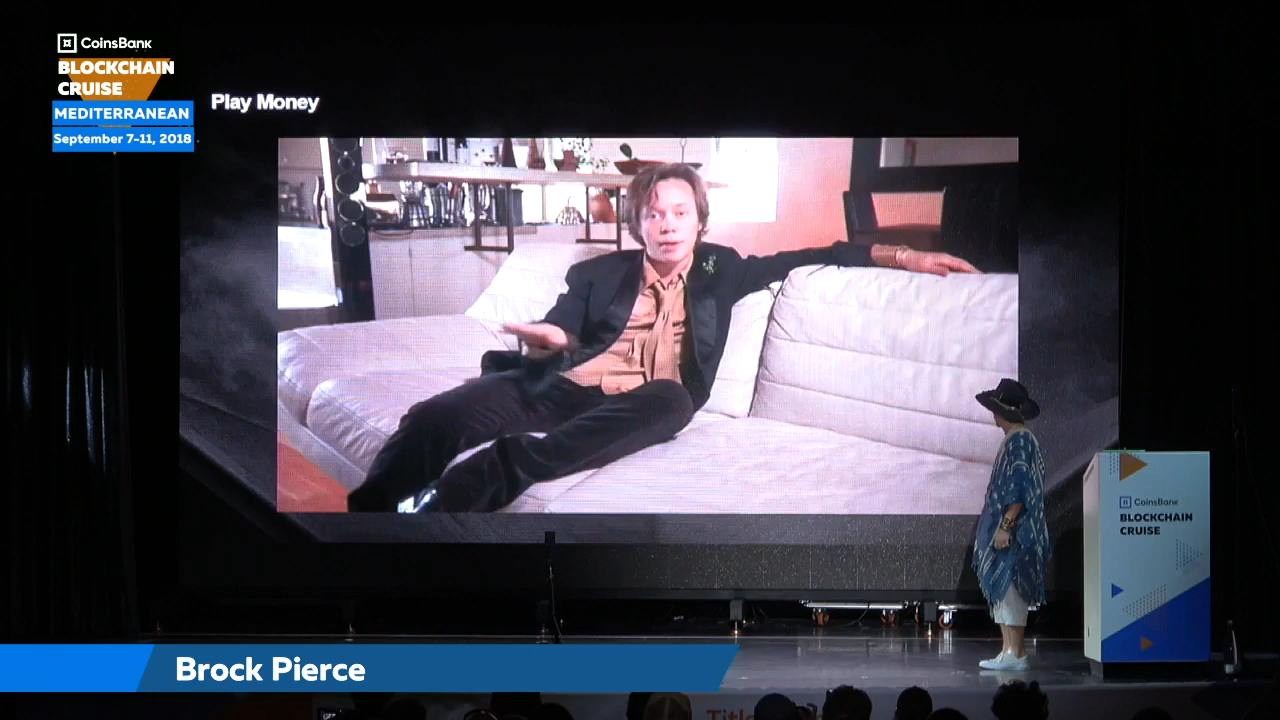 CoinsBank
BLOCKCHAIN
CRUISE
MEDITERRANEAN
September 7-11, 2018
Play Money
CoinsBank
BLOCKCHAIN
CRUISE
Brock Pierce